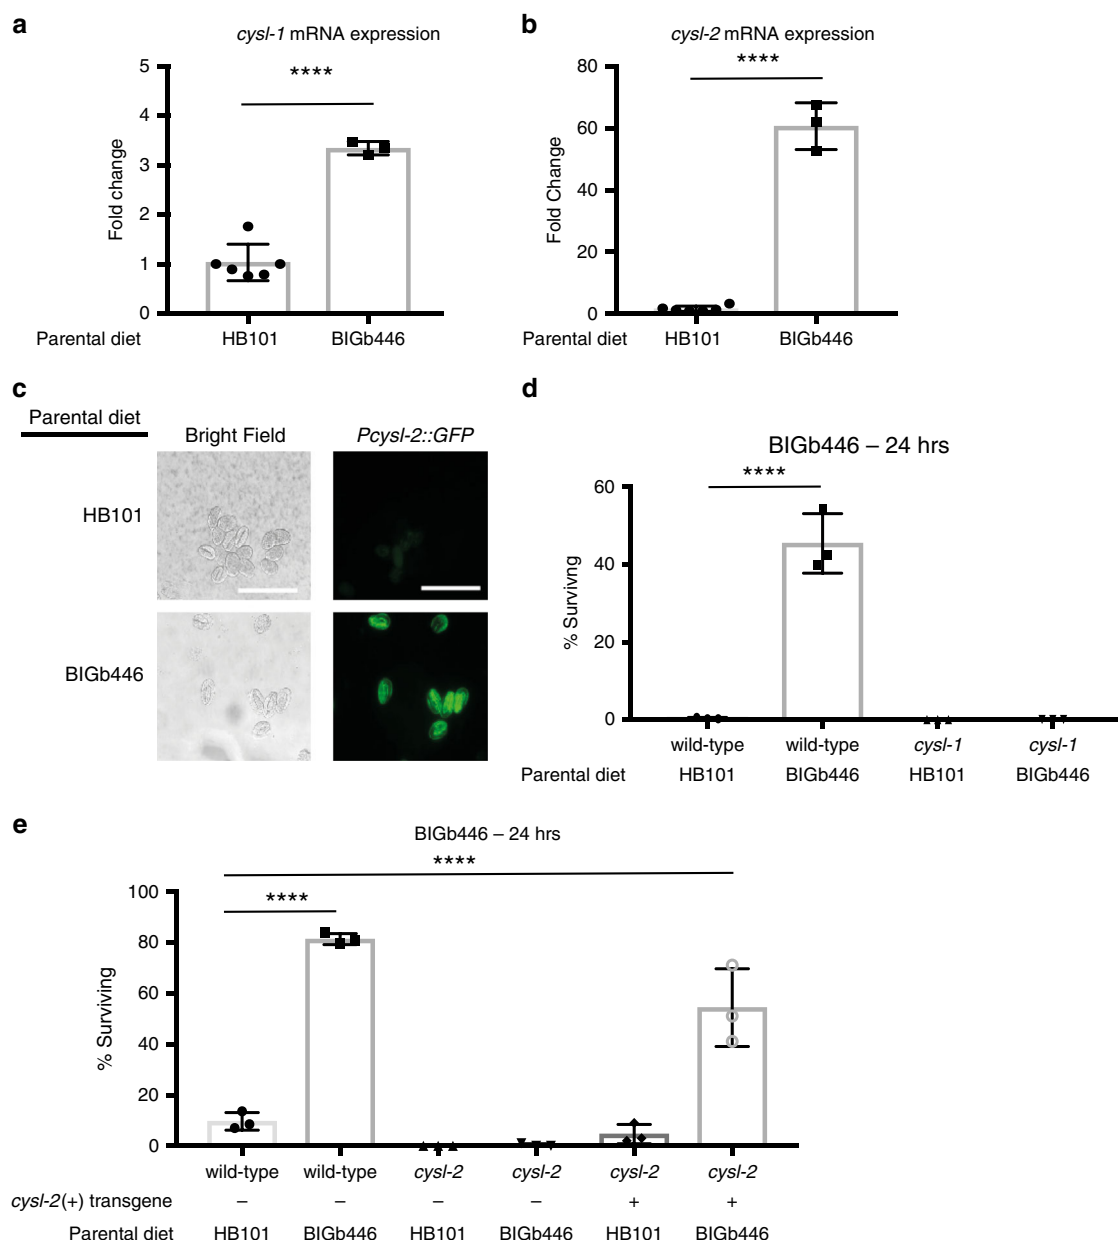 a
cysl-1 mRNA expression
5
4
3
2
1
0
Fold change
****
Parental diet
HB101
BIGb446
b
cysl-2 mRNA expression
80
60
40
20
0
Fold Change
****
Parental diet
HB101
BIGb446
c
Parental diet
Bright Field
Pcysl-2::GFP
HB101
BIGb446
d
BIGb446 – 24 hrs
****
60
40
20
0
% Survivng
wild-type
wild-type
cysl-1
cysl-1
Parental diet
HB101
BIGb446
HB101
BIGb446
e
BIGb446 – 24 hrs
****
****
100
80
60
40
20
0
% Surviving
wild-type
wild-type
cysl-2
cysl-2
cysl-2
cysl-2
cysl-2(+) transgene
–
–
–
–
+
+
Parental diet
HB101
BIGb446
HB101
BIGb446
HB101
BIGb446